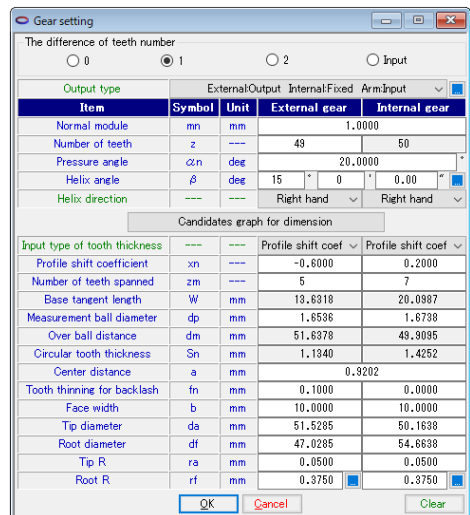 Gear setting
The difference of teeth number
0 1 2 Input
Output type External:Output Internal:Fixed Arm:Input
Item Symbol Unit External gear Internal gear
Normal module mn mm 1.0000
Number of teeth z --- 49 50
Pressure angle αn deg 20.0000 °
Helix angle β deg 15 ° 0 ' 0.00 "
Helix direction --- --- Right hand Right hand
Candidates graph for dimension
Input type of tooth thickness --- --- Profile shift coef Profile shift coef
Profile shift coefficient xn --- -0.6000 0.2000
Number of teeth spanned zm --- 5 7
Base tangent length W mm 13.6318 20.0987
Measurement ball diameter dp mm 1.6536 1.6738
Over ball distance dm mm 51.6378 49.9095
Circular tooth thickness Sn mm 1.1340 1.4252
Center distance a mm 0.9202
Tooth thinning for backlash fn mm 0.1000 0.0000
Face width b mm 10.0000 10.0000
Tip diameter da mm 51.5285 50.1638
Root diameter df mm 47.0285 54.6638
Tip R ra mm 0.0500 0.0500
Root R rf mm 0.3750 0.3750
OK Cancel Clear